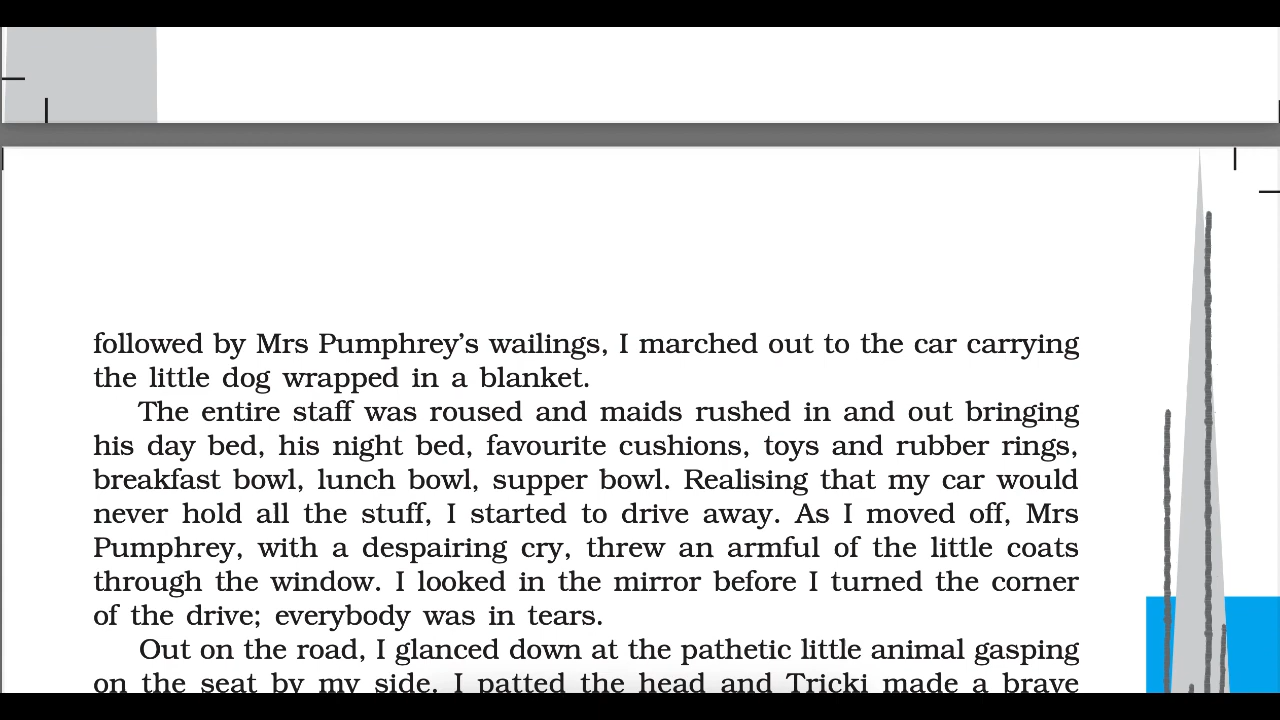 followed by Mrs Pumphrey’s wailings, I marched out to the car carrying
the little dog wrapped in a blanket.
The entire staff was roused and maids rushed in and out bringing
his day bed, his night bed, favourite cushions, toys and rubber rings,
breakfast bowl, lunch bowl, supper bowl. Realising that my car would
never hold all the stuff, I started to drive away. As I moved off, Mrs
Pumphrey, with a despairing cry, threw an armful of the little coats
through the window. I looked in the mirror before I turned the corner
of the drive; everybody was in tears.
Out on the road, I glanced down at the pathetic little animal gasping
on the seat by my side. I patted the head and Tricki made a brave